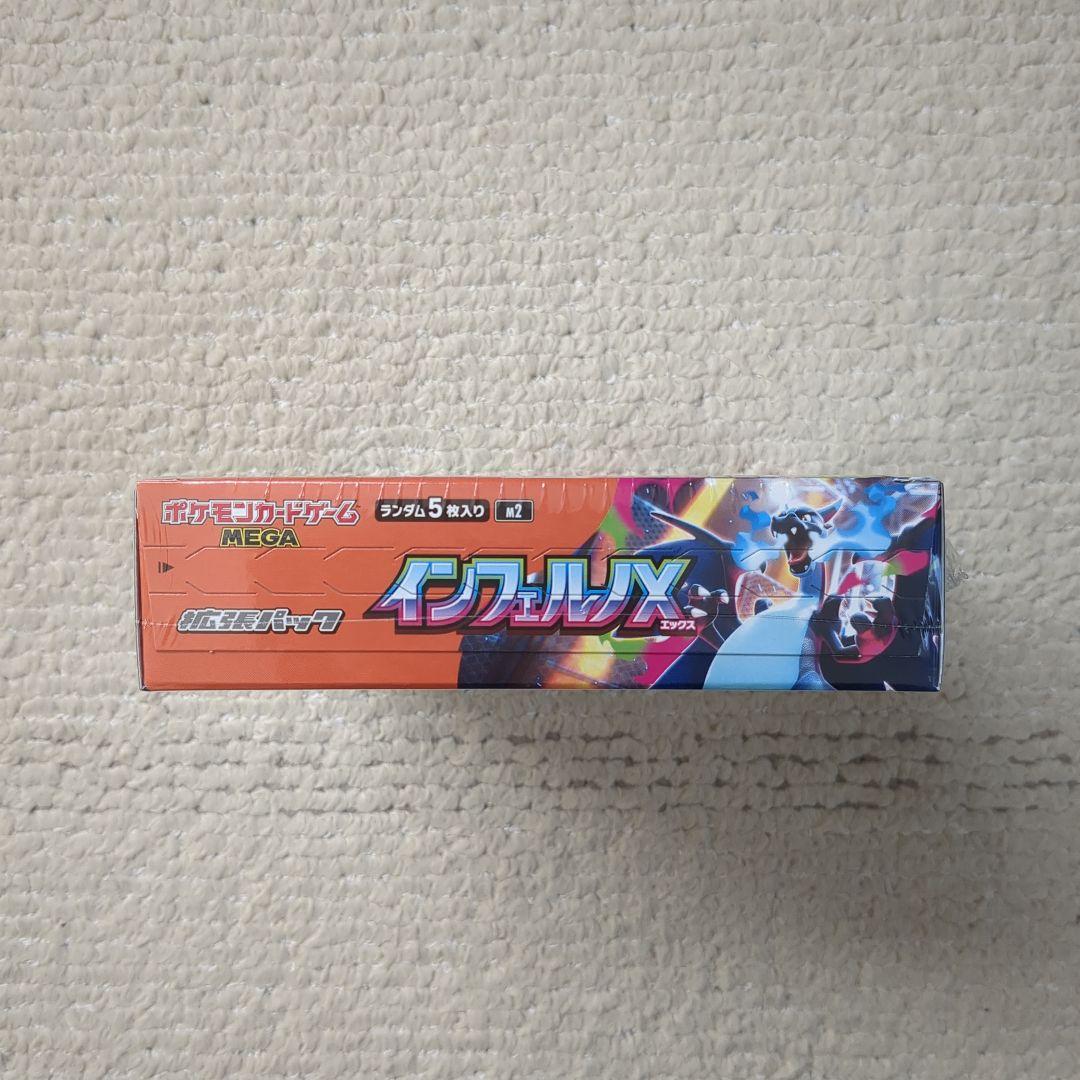 ポケモンカードゲーム
MEGA
ランダム5枚入り
M2
拡張パック
インフェルノX
エックス